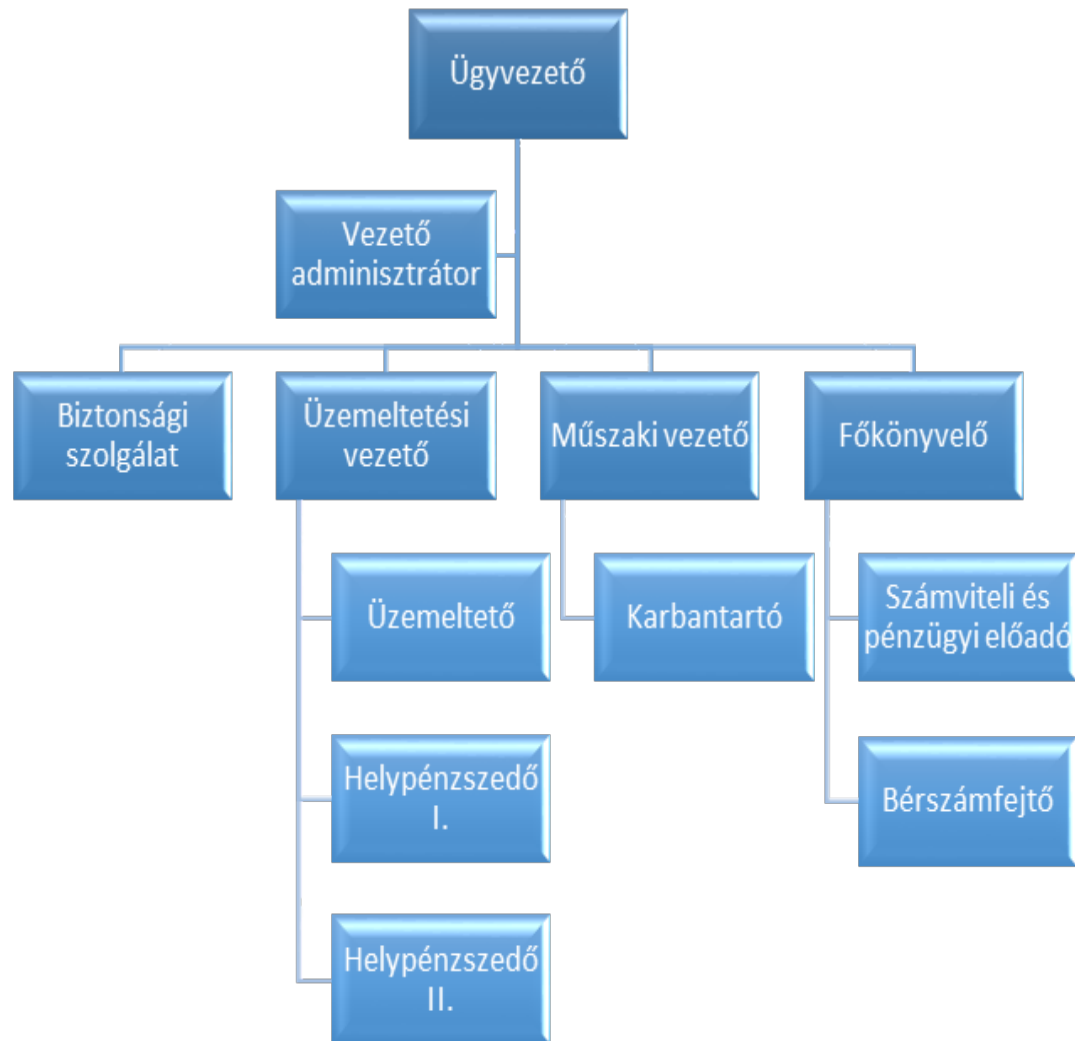 Ügyvezető
Vezető
adminisztrátor
Biztonsági
szolgálat
Üzemeltetési
vezető
Műszaki vezető
Főkönyvelő
Üzemeltető
Karbantartó
Számviteli és
pénzügyi előadó
Helypénzszedő
I.
Bérszámfejtő
Helypénzszedő
II.